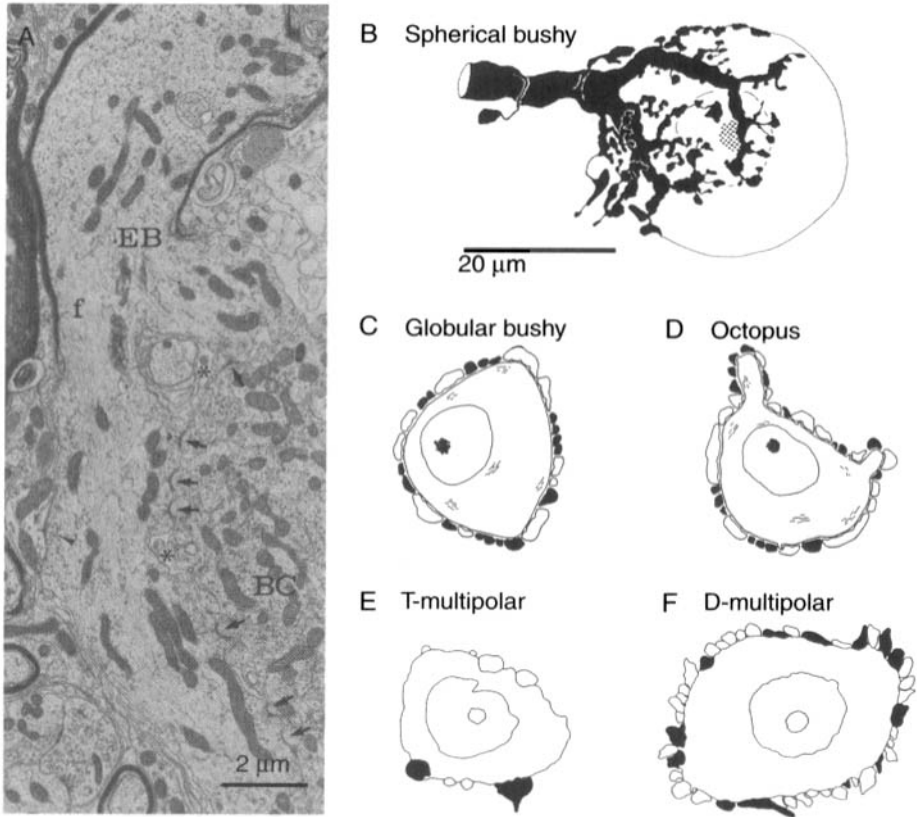 A
EB
f
*
*
BC
2 μm
B Spherical bushy
20 μm
C Globular bushy
D Octopus
E T-multipolar
F D-multipolar